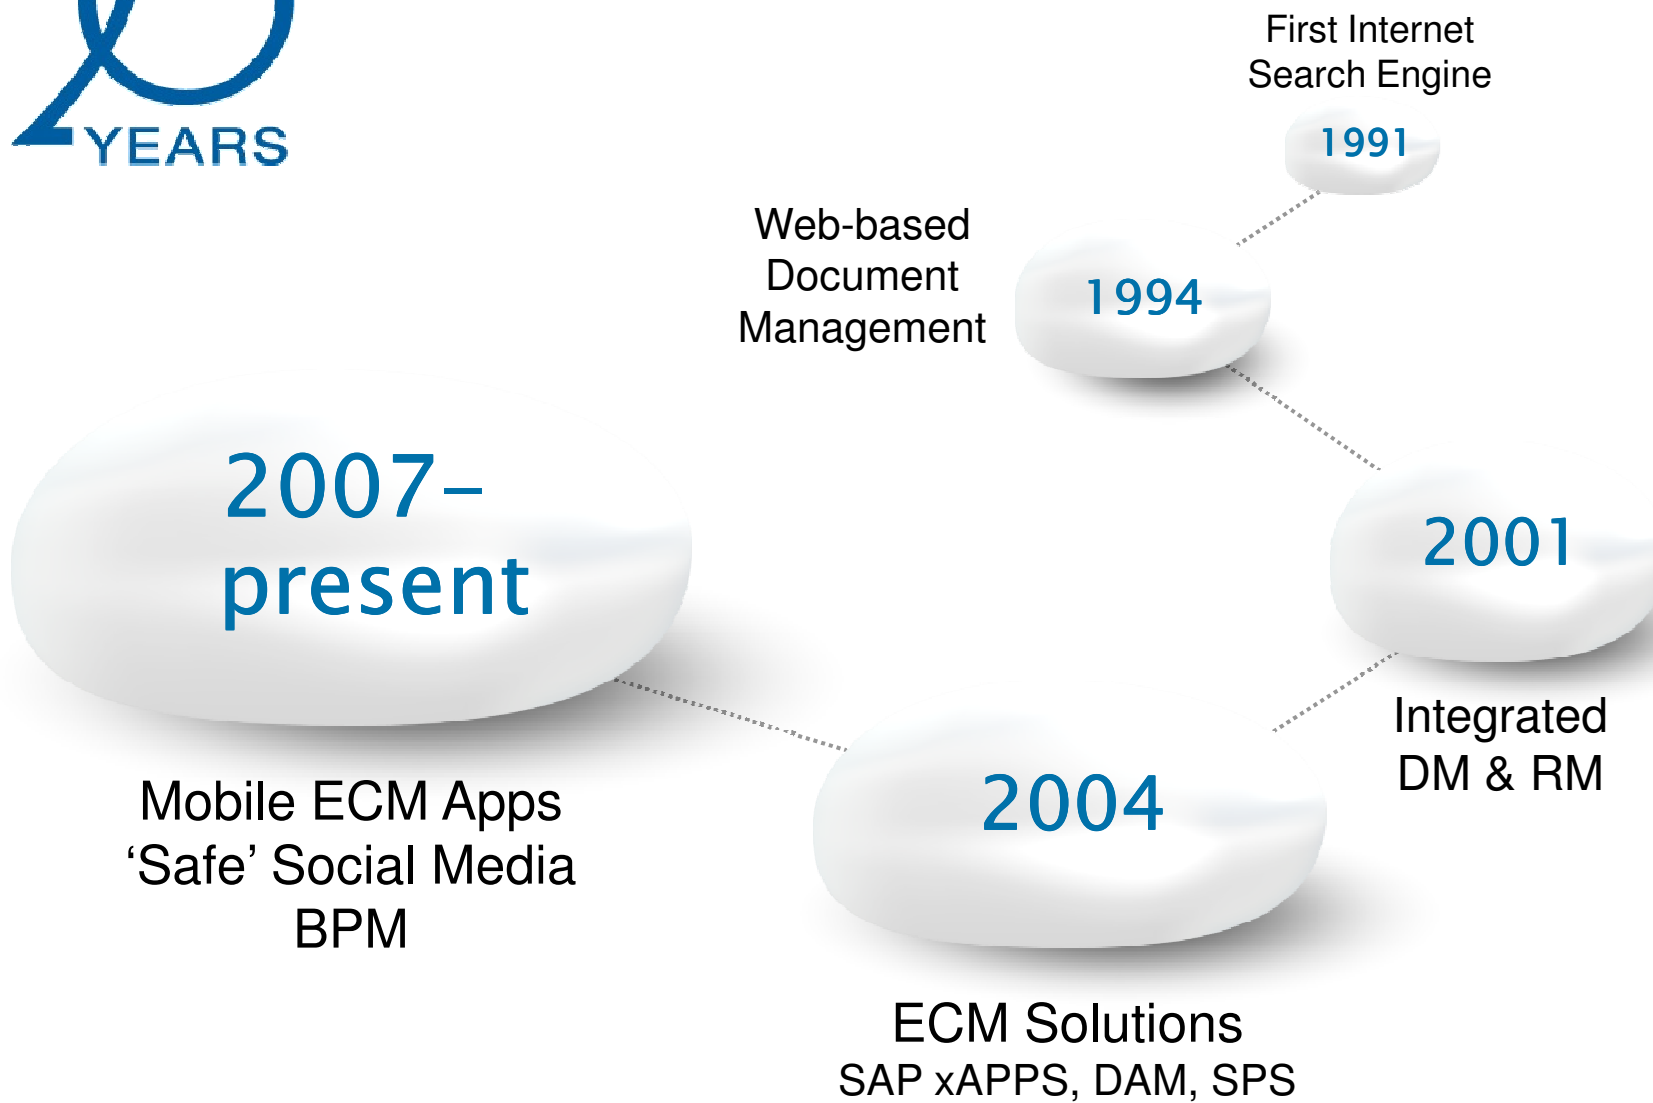 20
YEARS
First Internet
Search Engine
1991
Web-based
Document
Management
1994
2007–
present
2001
Integrated
DM & RM
Mobile ECM Apps
‘Safe’ Social Media
BPM
2004
ECM Solutions
SAP xAPPS, DAM, SPS